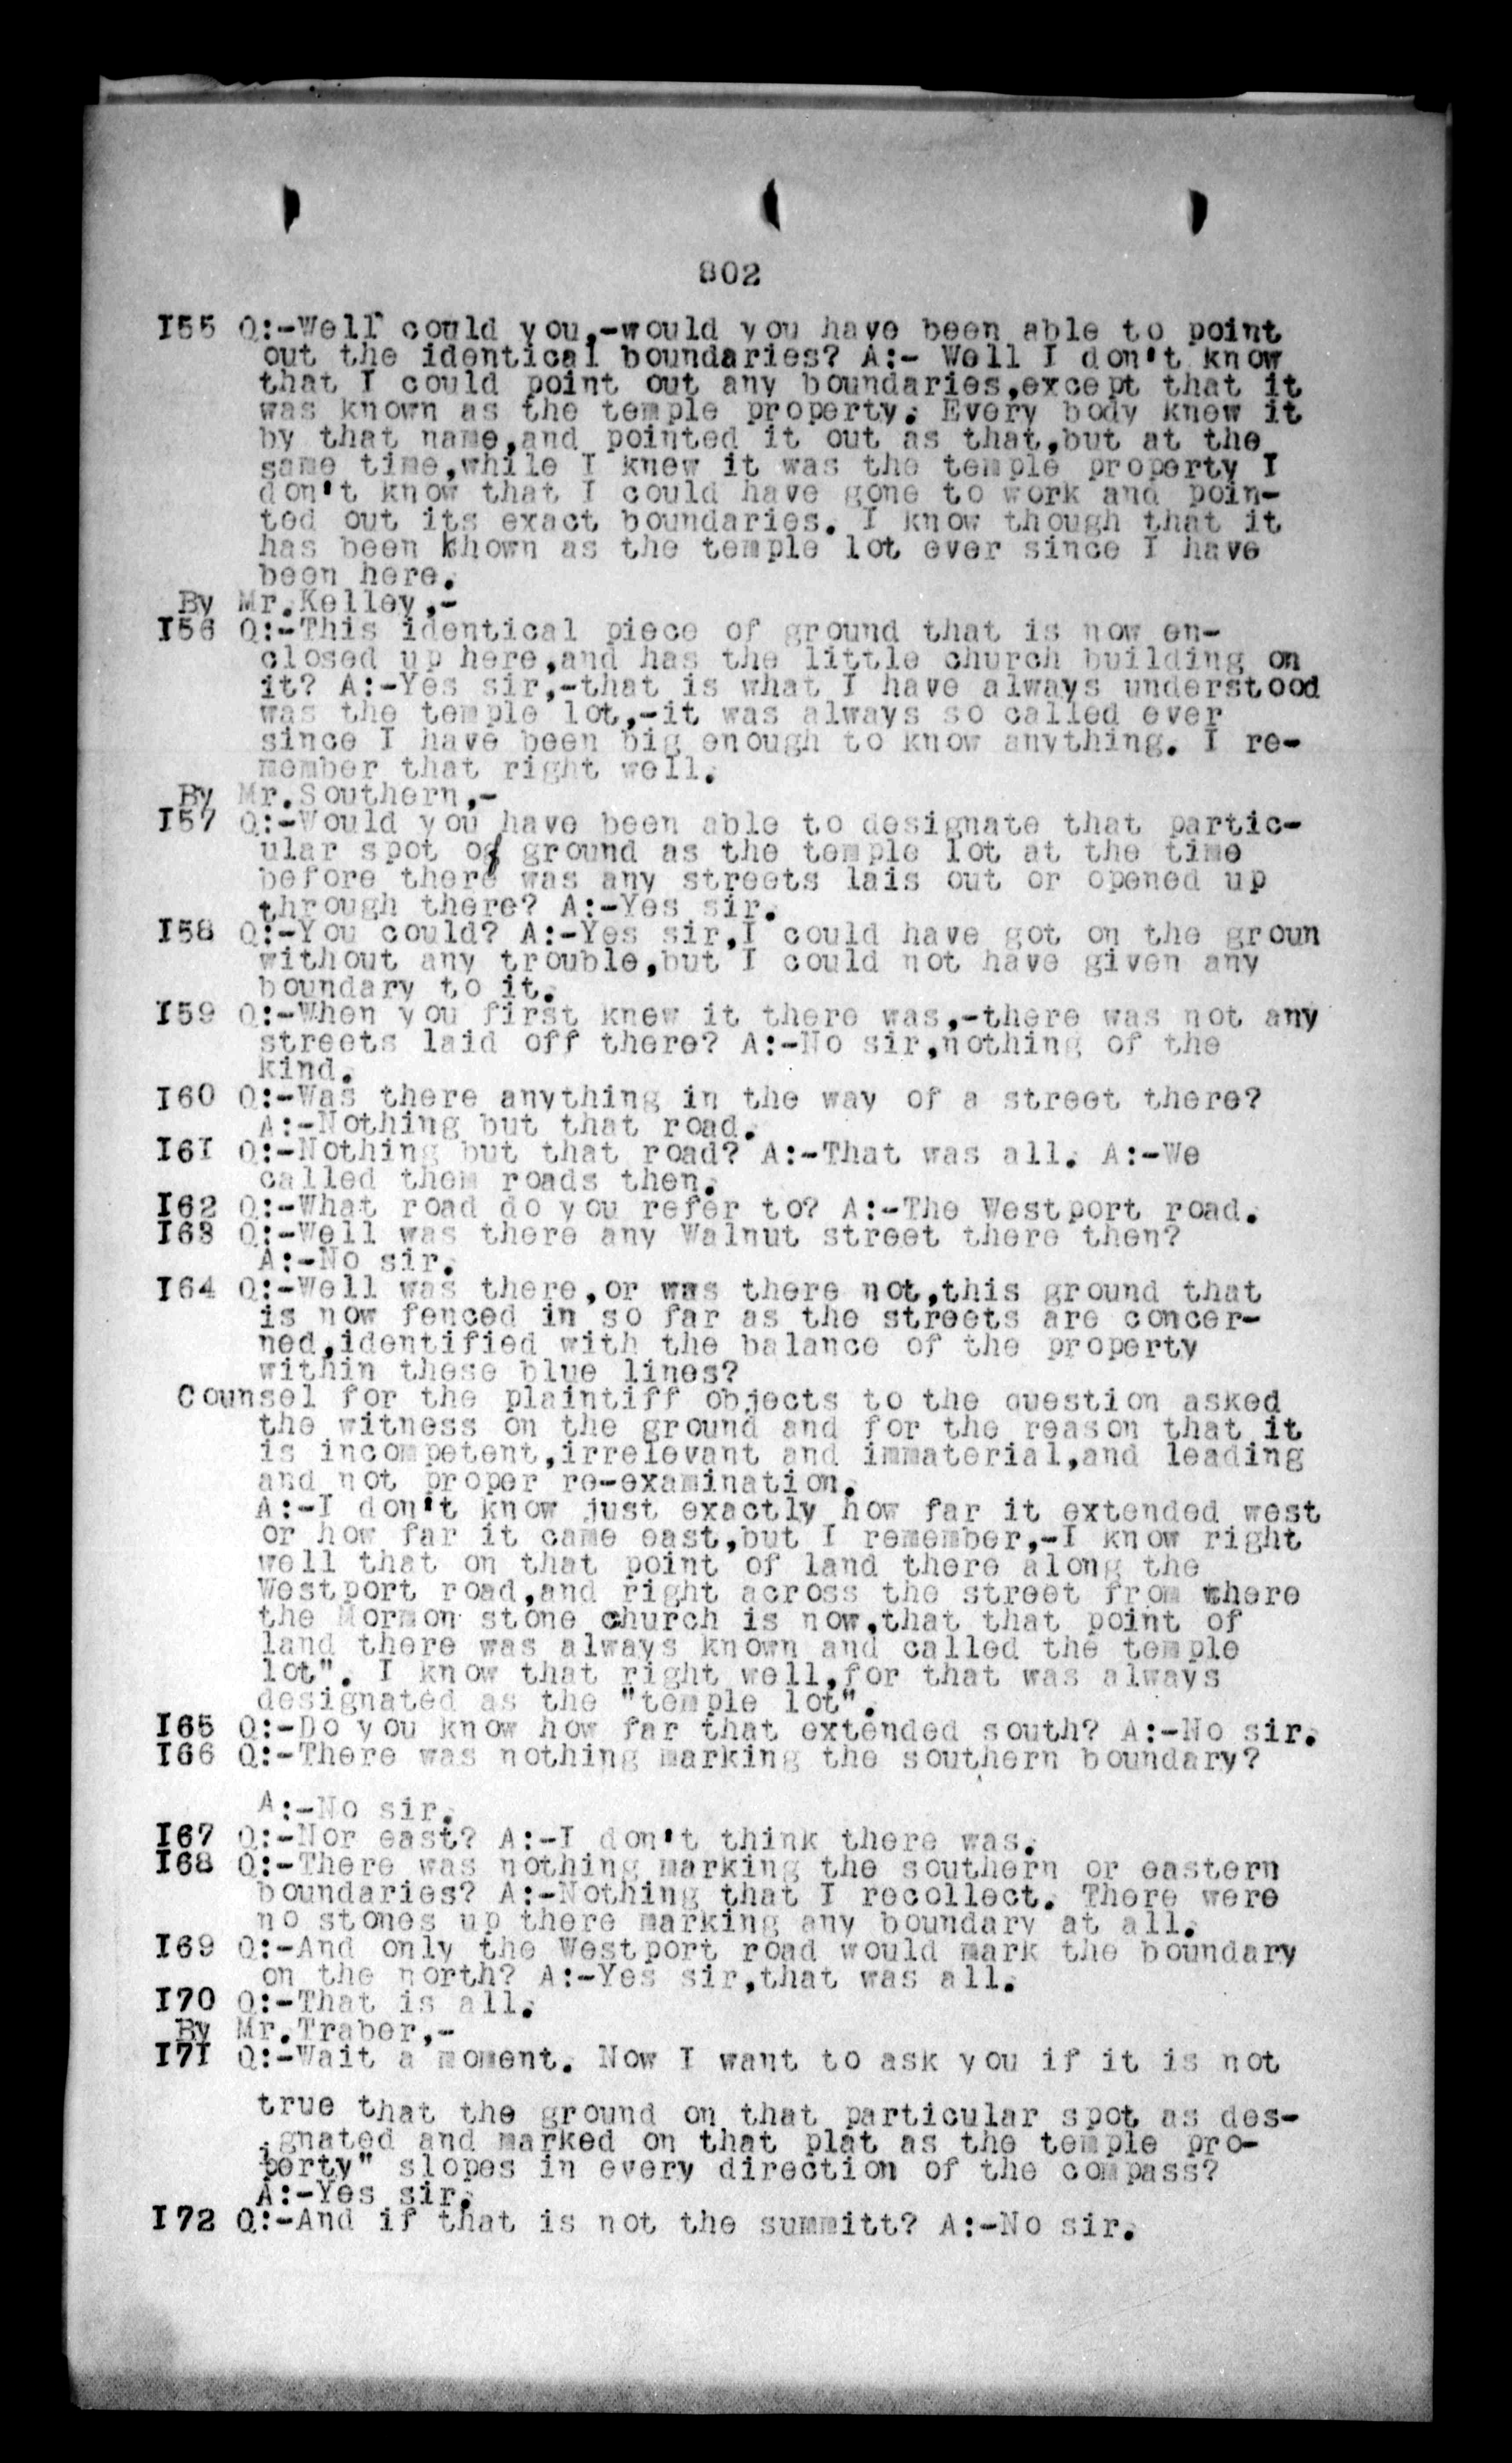 802
I55 Q:-Well could you,-would you have been able to point
out the identical boundaries? A:- Well I don't know
that I could point out any boundaries,except that it
was known as the temple property. Every body knew it
by that name,and pointed it out as that,but at the
same time,while I knew it was the temple property I
don't know that I could have gone to work and poin-
ted out its exact boundaries. I know though that it
has been khown as the temple lot ever since I have
been here.
By Mr.Kelley,-
I56 Q:-This identical piece of ground that is now en-
closed up here,and has the little church building on
it? A:-Yes sir,-that is what I have always understood
was the temple lot,-it was always so called ever
since I have been big enough to know anything. I re-
member that right well.
By Mr.Southern,-
I57 Q:-Would you have been able to designate that partic-
ular spot of ground as the temple lot at the time
before there was any streets lais out or opened up
through there? A:-Yes sir.
I58 Q:-You could? A:-Yes sir,I could have got on the groun
without any trouble,but I could not have given any
boundary to it.
I59 Q:-When you first knew it there was,-there was not any
streets laid off there? A:-No sir,nothing of the
kind.
I60 Q:-Was there anything in the way of a street there?
A:-Nothing but that road.
I6I Q:-Nothing but that road? A:-That was all. A:-We
called them roads then.
I62 Q:-What road do you refer to? A:-The Westport road.
I63 Q:-Well was there any Walnut street there then?
A:-No sir.
I64 Q:-Well was there,or was there not,this ground that
is now fenced in so far as the streets are concer-
ned,identified with the balance of the property
within these blue lines?
Counsel for the plaintiff objects to the question asked
the witness on the ground and for the reason that it
is incompetent,irrelevant and immaterial,and leading
and not proper re-examination.
A:-I don't know just exactly how far it extended west
or how far it came east,but I remember,-I know right
well that on that point of land there along the
Westport road,and right across the street from where
the Mormon stone church is now,that that point of
land there was always known and called the temple
lot". I know that right well,for that was always
designated as the "temple lot".
I65 Q:-Do you know how far that extended south? A:-No sir.
I66 Q:-There was nothing marking the southern boundary?
A:-No sir.
I67 Q:-Nor east? A:-I don't think there was.
I68 Q:-There was nothing marking the southern or eastern
boundaries? A:-Nothing that I recollect. There were
no stones up there marking any boundary at all.
I69 Q:-And only the Westport road would mark the boundary
on the north? A:-Yes sir,that was all.
I70 Q:-That is all.
By Mr.Traber,-
I7I Q:-Wait a moment. Now I want to ask you if it is not
true that the ground on that particular spot as des-
ignated and marked on that plat as the temple pro-
perty" slopes in every direction of the compass?
A:-Yes sir.
I72 Q:-And if that is not the summitt? A:-No sir.